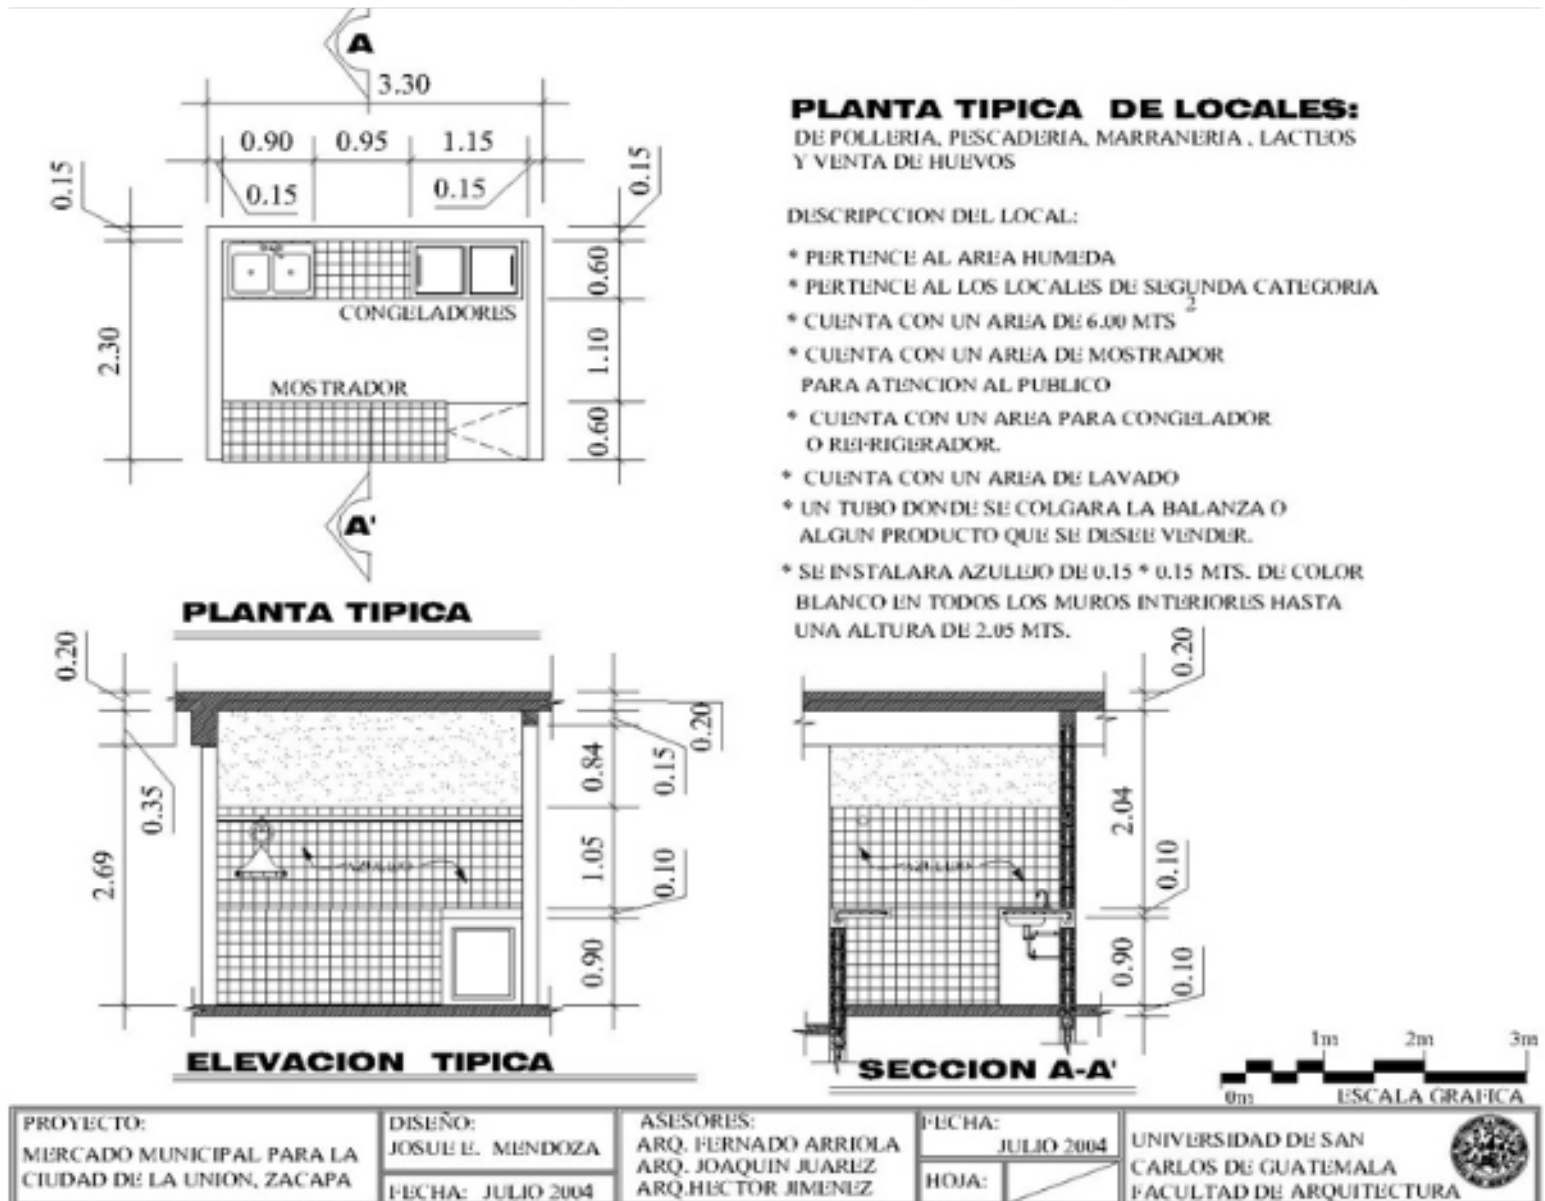 A
3.30
0.90 0.95 1.15
0.15 0.15 0.15 0.15
2.30
0.60
1.10
0.60
CONGELADORES
MOSTRADOR
A'
PLANTA TIPICA
PLANTA TIPICA DE LOCALES:
DE POLLERIA, PESCADERIA, MARRANERIA , LACTEOS
Y VENTA DE HUEVOS
DESCRIPCCION DEL LOCAL:
* PERTENCE AL AREA HUMEDA
* PERTENCE AL LOS LOCALES DE SEGUNDA CATEGORIA
* CUENTA CON UN AREA DE 6.00 MTS 2
* CUENTA CON UN AREA DE MOSTRADOR
PARA ATENCION AL PUBLICO
* CUENTA CON UN AREA PARA CONGELADOR
O REFRIGERADOR.
* CUENTA CON UN AREA DE LAVADO
* UN TUBO DONDE SE COLGARA LA BALANZA O
ALGUN PRODUCTO QUE SE DESEE VENDER.
* SE INSTALARA AZULEJO DE 0.15 * 0.15 MTS. DE COLOR
BLANCO EN TODOS LOS MUROS INTERIORES HASTA
UNA ALTURA DE 2.05 MTS.
0.20
0.35
2.69
0.20
0.15
0.84
1.05
0.10
0.90
AZULEJO
ELEVACION TIPICA
0.20
2.04
0.10
0.90
0.10
AZULEJO
SECCION A-A'
1m 2m 3m
0m ESCALA GRAFICA
PROYECTO:
MERCADO MUNICIPAL PARA LA
CIUDAD DE LA UNION, ZACAPA
DISEÑO:
JOSUE E. MENDOZA
FECHA: JULIO 2004
ASESORES:
ARQ. FERNADO ARRIOLA
ARQ. JOAQUIN JUAREZ
ARQ.HECTOR JIMENEZ
FECHA:
JULIO 2004
HOJA:
UNIVERSIDAD DE SAN
CARLOS DE GUATEMALA
FACULTAD DE ARQUITECTURA